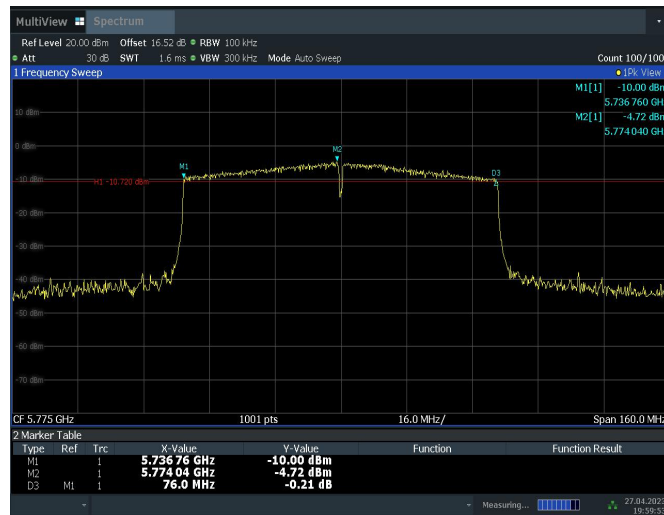 MultiView Spectrum
Ref Level 20.00 dBm Offset 16.52 dB RBW 100 kHz
Att 30 dB SWT 1.6 ms VBW 300 kHz Mode Auto Sweep Count 100/100
1 Frequency Sweep 1Pk View
M1[1] -10.00 dBm
5.736 760 GHz
M2[1] -4.72 dBm
5.774 040 GHz
10 dBm
0 dBm
M2
M1
D3
-10 dBm
H1 -10.720 dBm
-20 dBm
-30 dBm
-40 dBm
-50 dBm
-60 dBm
-70 dBm
CF 5.775 GHz 1001 pts 16.0 MHz/ Span 160.0 MHz
2 Marker Table
Type Ref Trc X-Value Y-Value Function Function Result
M1 1 5.736 76 GHz -10.00 dBm
M2 1 5.774 04 GHz -4.72 dBm
D3 M1 1 76.0 MHz -0.21 dB
Measuring... 27.04.2023
19:59:53